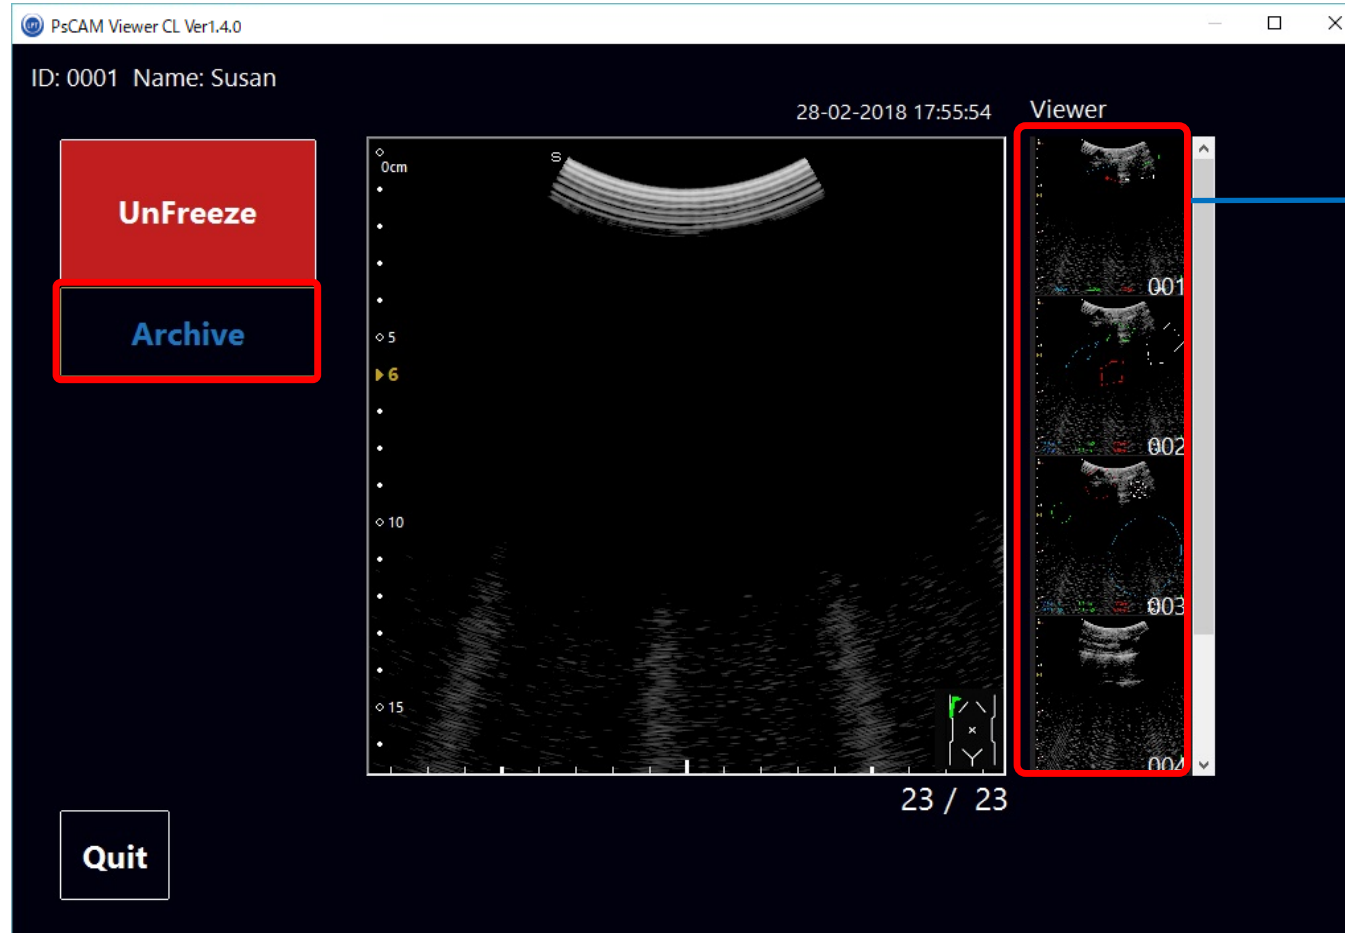 PsCAM Viewer CL Ver1.4.0
ID: 0001 Name: Susan
28-02-2018 17:55:54
Viewer
UnFreeze
Archive
Quit
0cm
S
5
6
10
15
23 / 23
001
002
003
004